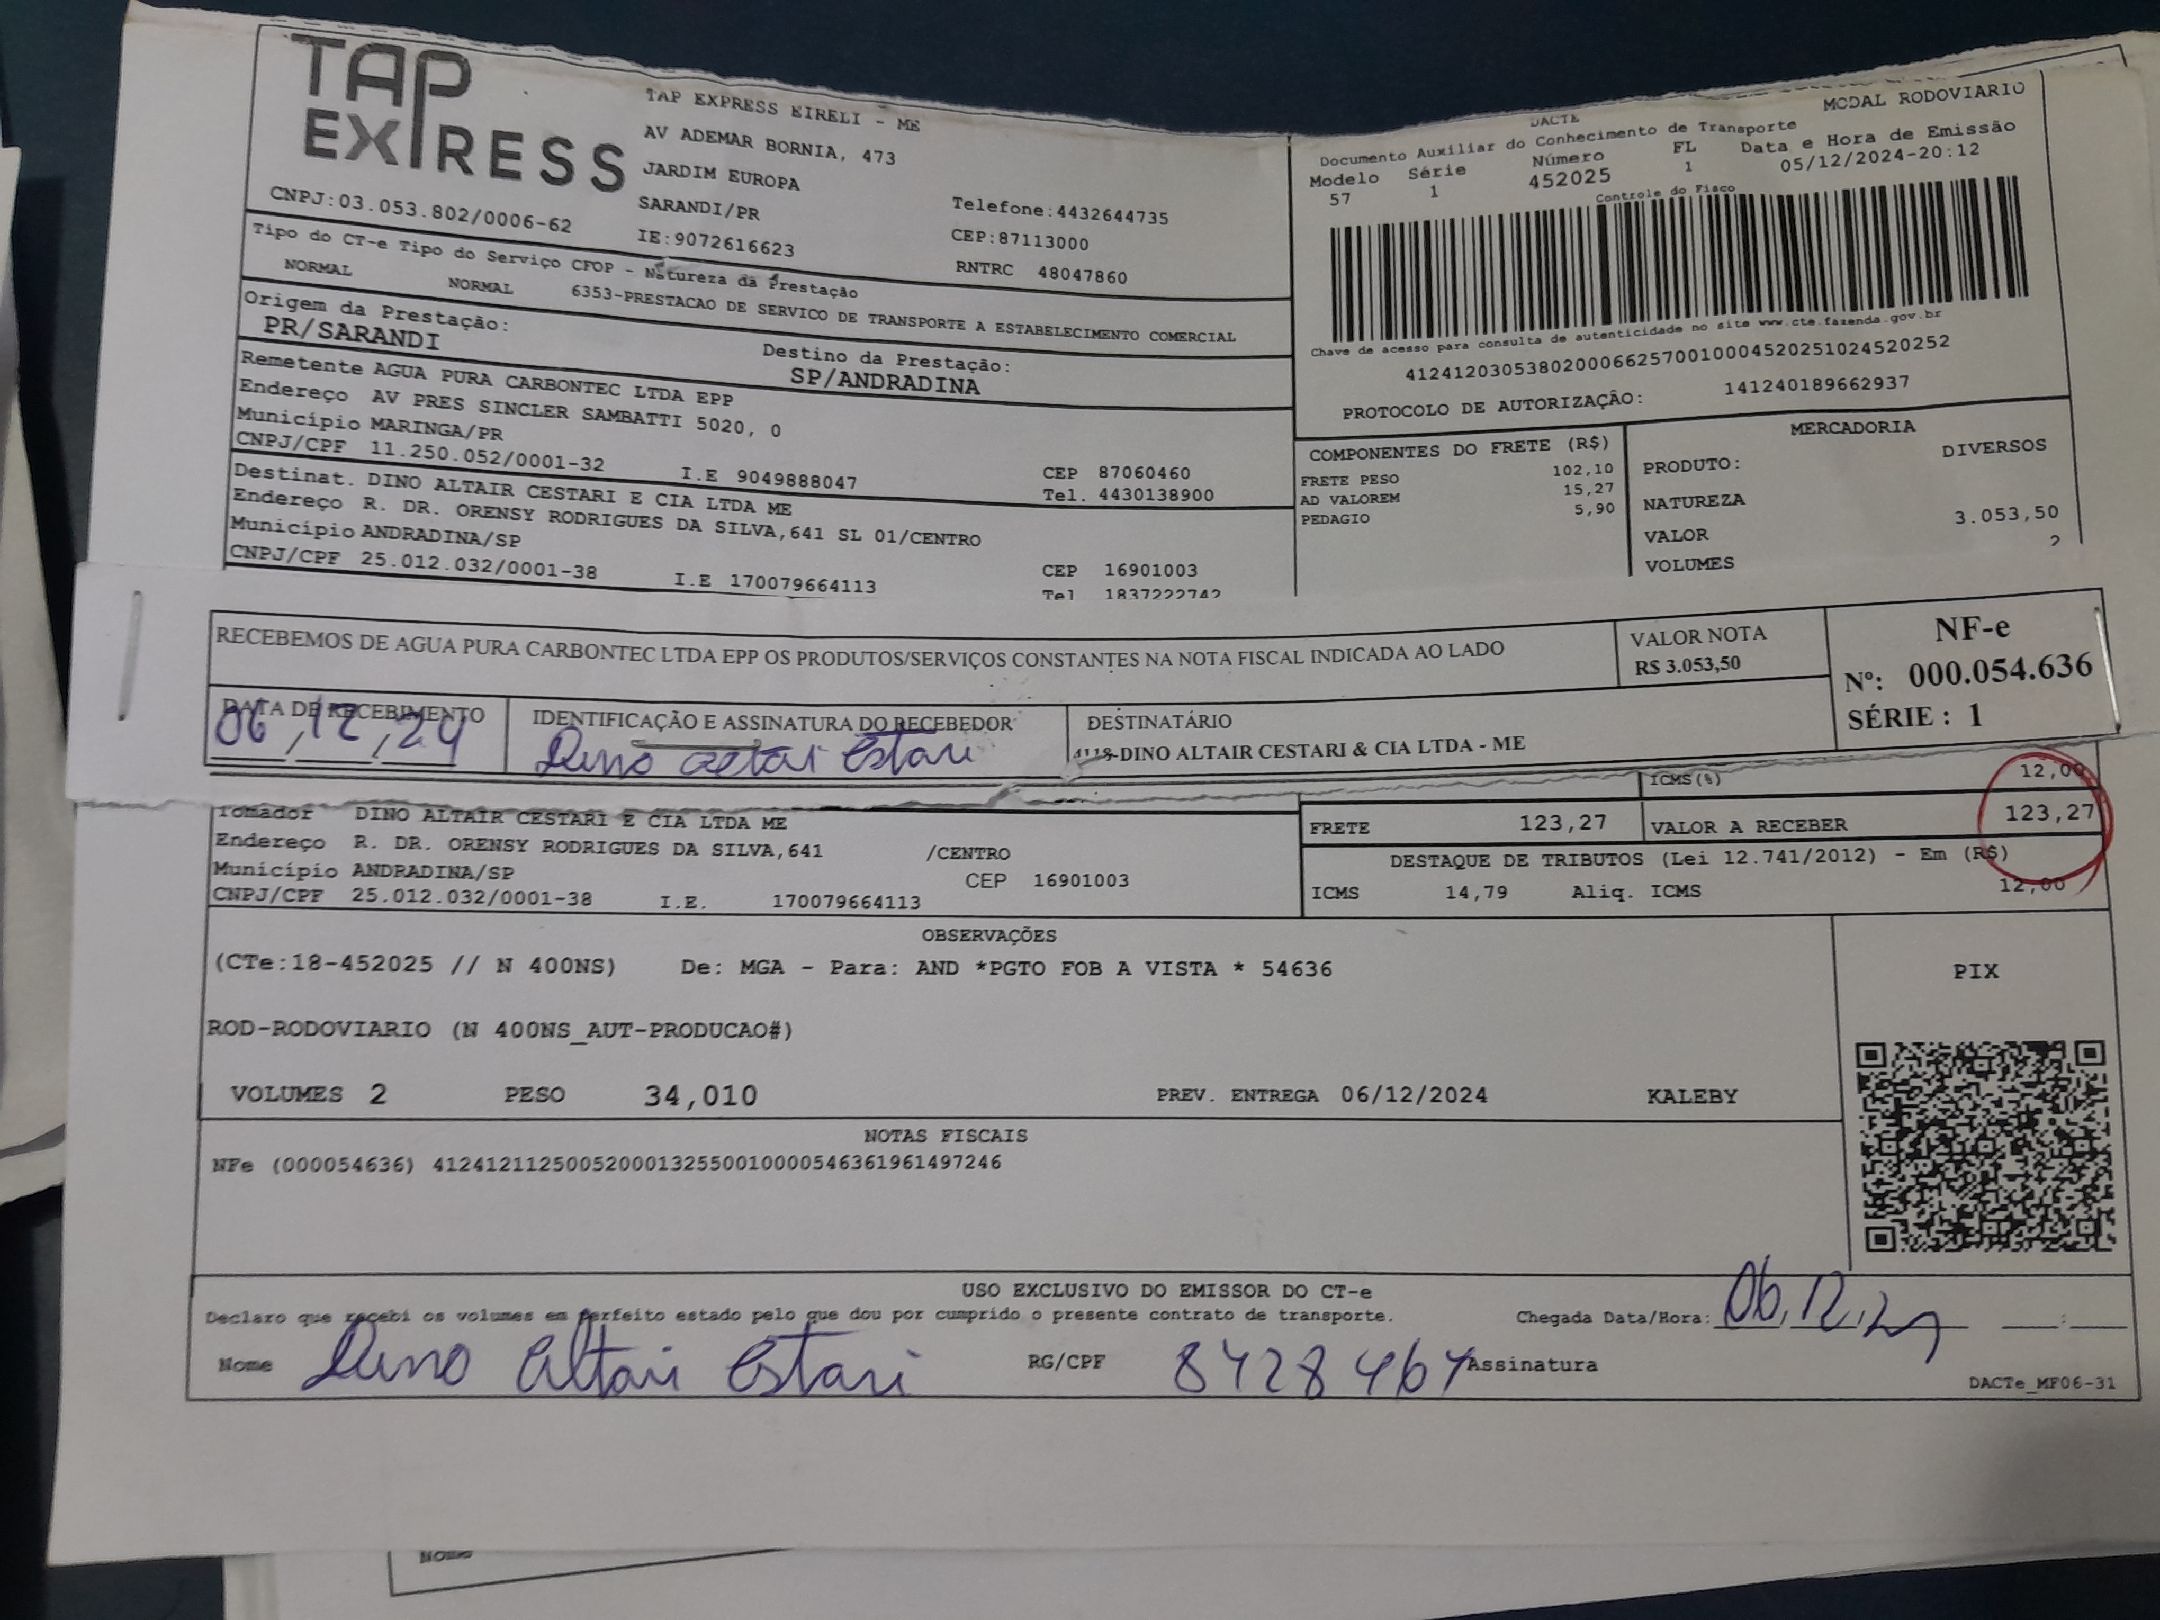 TAP
EXPRESS
TAP EXPRESS EIRELI - ME
AV ADEMAR BORNIA, 473
JARDIM EUROPA
SARANDI/PR
IE:9072616623
CNPJ:03.053.802/0006-62
Telefone:4432644735
CEP:87113000
RNTRC 48047860
DACTE
MODAL RODOVIARIO
Documento Auxiliar do Conhecimento de Transporte
Modelo Série Número FL Data e Hora de Emissão
57 1 452025 1 05/12/2024-20:12
Controle do Fisco
Chave de acesso para consulta de autenticidade no site www.cte.fazenda.gov.br
41241203053802000662570010004520251024520252
PROTOCOLO DE AUTORIZAÇÃO: 141240189662937
Tipo do CT-e Tipo do Serviço CFOP - Natureza da Prestação
NORMAL NORMAL 6353-PRESTACAO DE SERVICO DE TRANSPORTE A ESTABELECIMENTO COMERCIAL
Origem da Prestação:
PR/SARANDI
Destino da Prestação:
SP/ANDRADINA
Remetente AGUA PURA CARBONTEC LTDA EPP
Endereço AV PRES SINCLER SAMBATTI 5020, 0
Município MARINGA/PR CEP 87060460
CNPJ/CPF 11.250.052/0001-32 I.E 9049888047 Tel. 4430138900
Destinat. DINO ALTAIR CESTARI E CIA LTDA ME
Endereço R. DR. ORENSY RODRIGUES DA SILVA,641 SL 01/CENTRO
Município ANDRADINA/SP CEP 16901003
CNPJ/CPF 25.012.032/0001-38 I.E 170079664113 Tel 1837222742
COMPONENTES DO FRETE (R$)
FRETE PESO 102,10
AD VALOREM 15,27
PEDAGIO 5,90
MERCADORIA
PRODUTO: DIVERSOS
NATUREZA
VALOR 3.053,50
VOLUMES 2
RECEBEMOS DE AGUA PURA CARBONTEC LTDA EPP OS PRODUTOS/SERVIÇOS CONSTANTES NA NOTA FISCAL INDICADA AO LADO
VALOR NOTA
R$ 3.053,50
NF-e
Nº: 000.054.636
SÉRIE : 1
DATA DE RECEBIMENTO
06,12,24
IDENTIFICAÇÃO E ASSINATURA DO RECEBEDOR
Dino Altair Cestari
DESTINATÁRIO
4118-DINO ALTAIR CESTARI & CIA LTDA - ME
ICMS(%) 12,00
Tomador DINO ALTAIR CESTARI E CIA LTDA ME
Endereço R. DR. ORENSY RODRIGUES DA SILVA,641 /CENTRO
Município ANDRADINA/SP CEP 16901003
CNPJ/CPF 25.012.032/0001-38 I.E. 170079664113
FRETE 123,27 VALOR A RECEBER 123,27
DESTAQUE DE TRIBUTOS (Lei 12.741/2012) - Em (R$)
ICMS 14,79 Aliq. ICMS 12,00
OBSERVAÇÕES
(CTe:18-452025 // N 400NS) De: MGA - Para: AND *PGTO FOB A VISTA * 54636
PIX
ROD-RODOVIARIO (N 400NS_AUT-PRODUCAO#)
VOLUMES 2 PESO 34,010 PREV. ENTREGA 06/12/2024 KALEBY
NOTAS FISCAIS
NFe (000054636) 41241211250052000132550010000546361961497246
USO EXCLUSIVO DO EMISSOR DO CT-e
Declaro que recebi os volumes em perfeito estado pelo que dou por cumprido o presente contrato de transporte.
Chegada Data/Hora: 06,12,24 :
Nome Dino Altair Cestari RG/CPF 8428464 Assinatura
DACTe_MF06-31
Nome